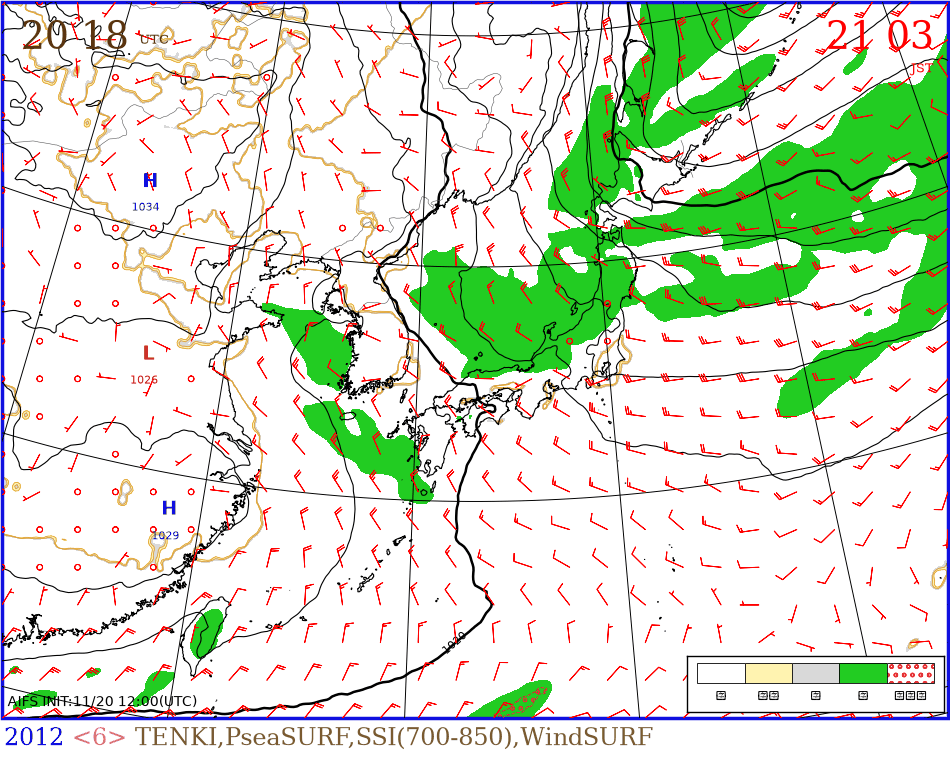 20 18 UTC 21 03
JST
H
1034
L
1026
H
1029
1020
AIFS INIT:11/20 12:00(UTC)
2012 <6> TENKI,PseaSURF,SSI(700-850),WindSURF